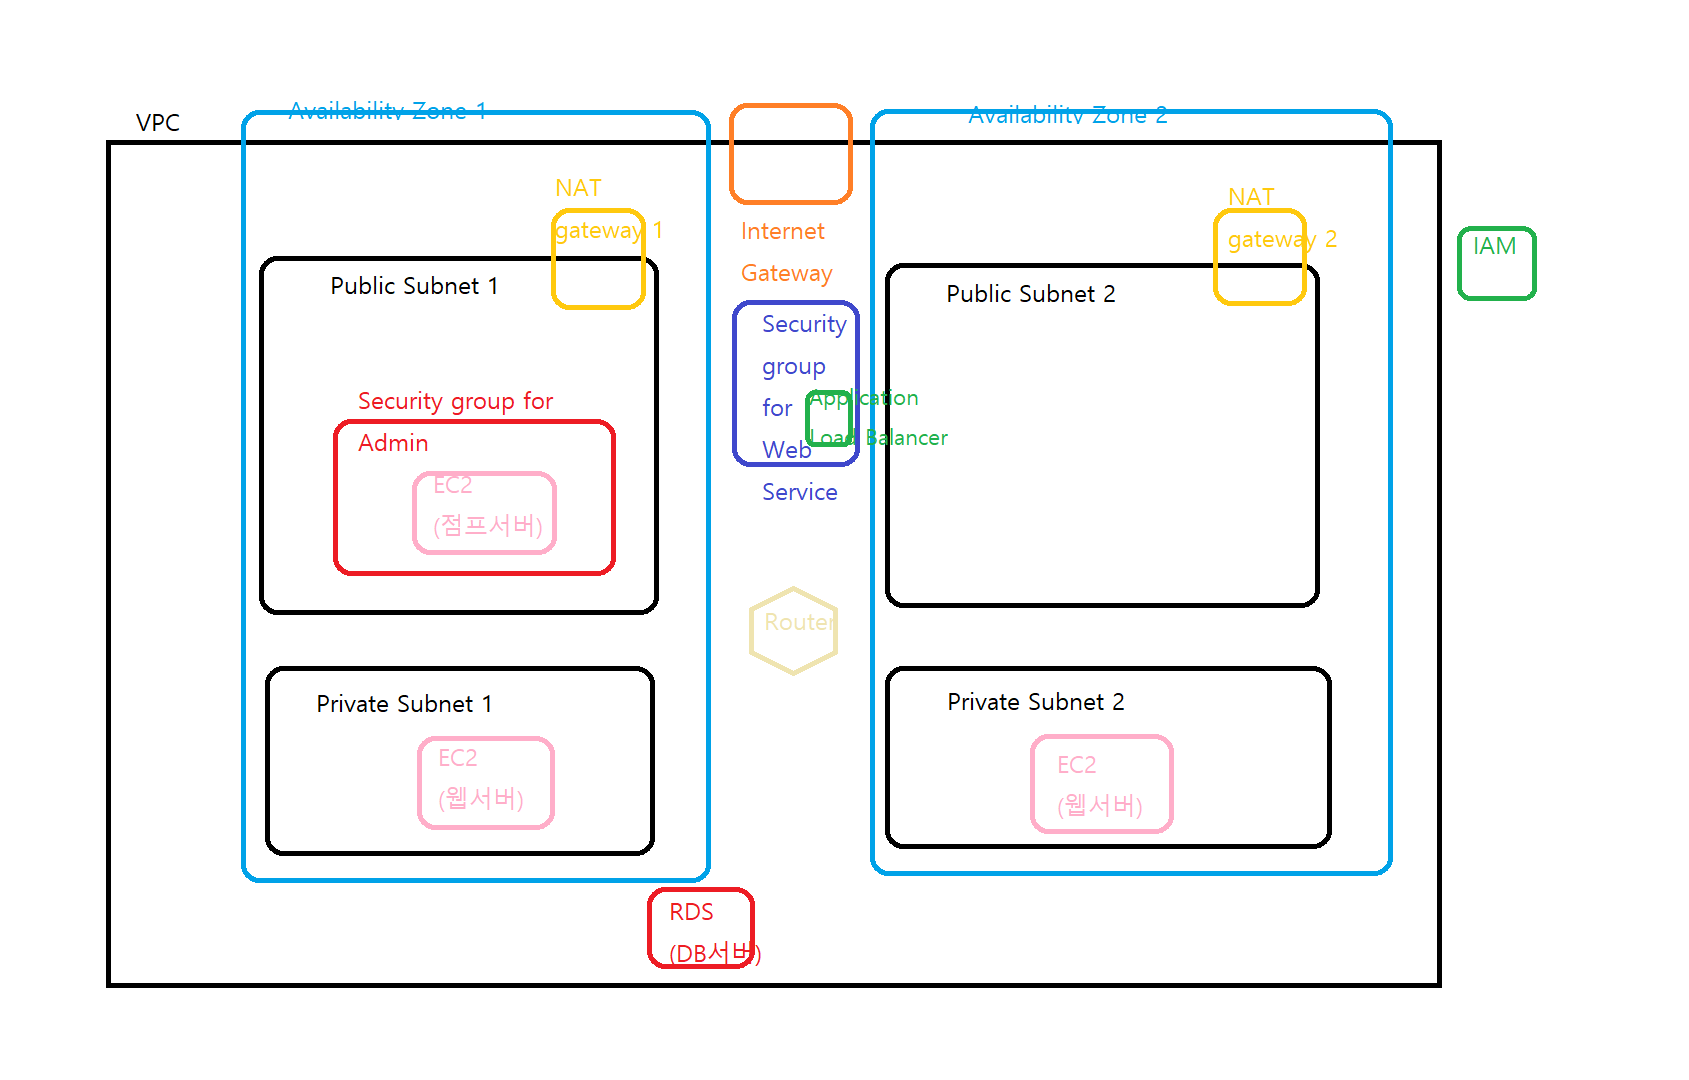 VPC
Availability Zone 1
Availability Zone 2
NAT
gateway 1
Internet
Gateway
NAT
gateway 2
IAM
Public Subnet 1
Public Subnet 2
Security
group
for
Web
Service
Application
Load Balancer
Security group for
Admin
EC2
(점프서버)
Router
Private Subnet 1
EC2
(웹서버)
Private Subnet 2
EC2
(웹서버)
RDS
(DB서버)